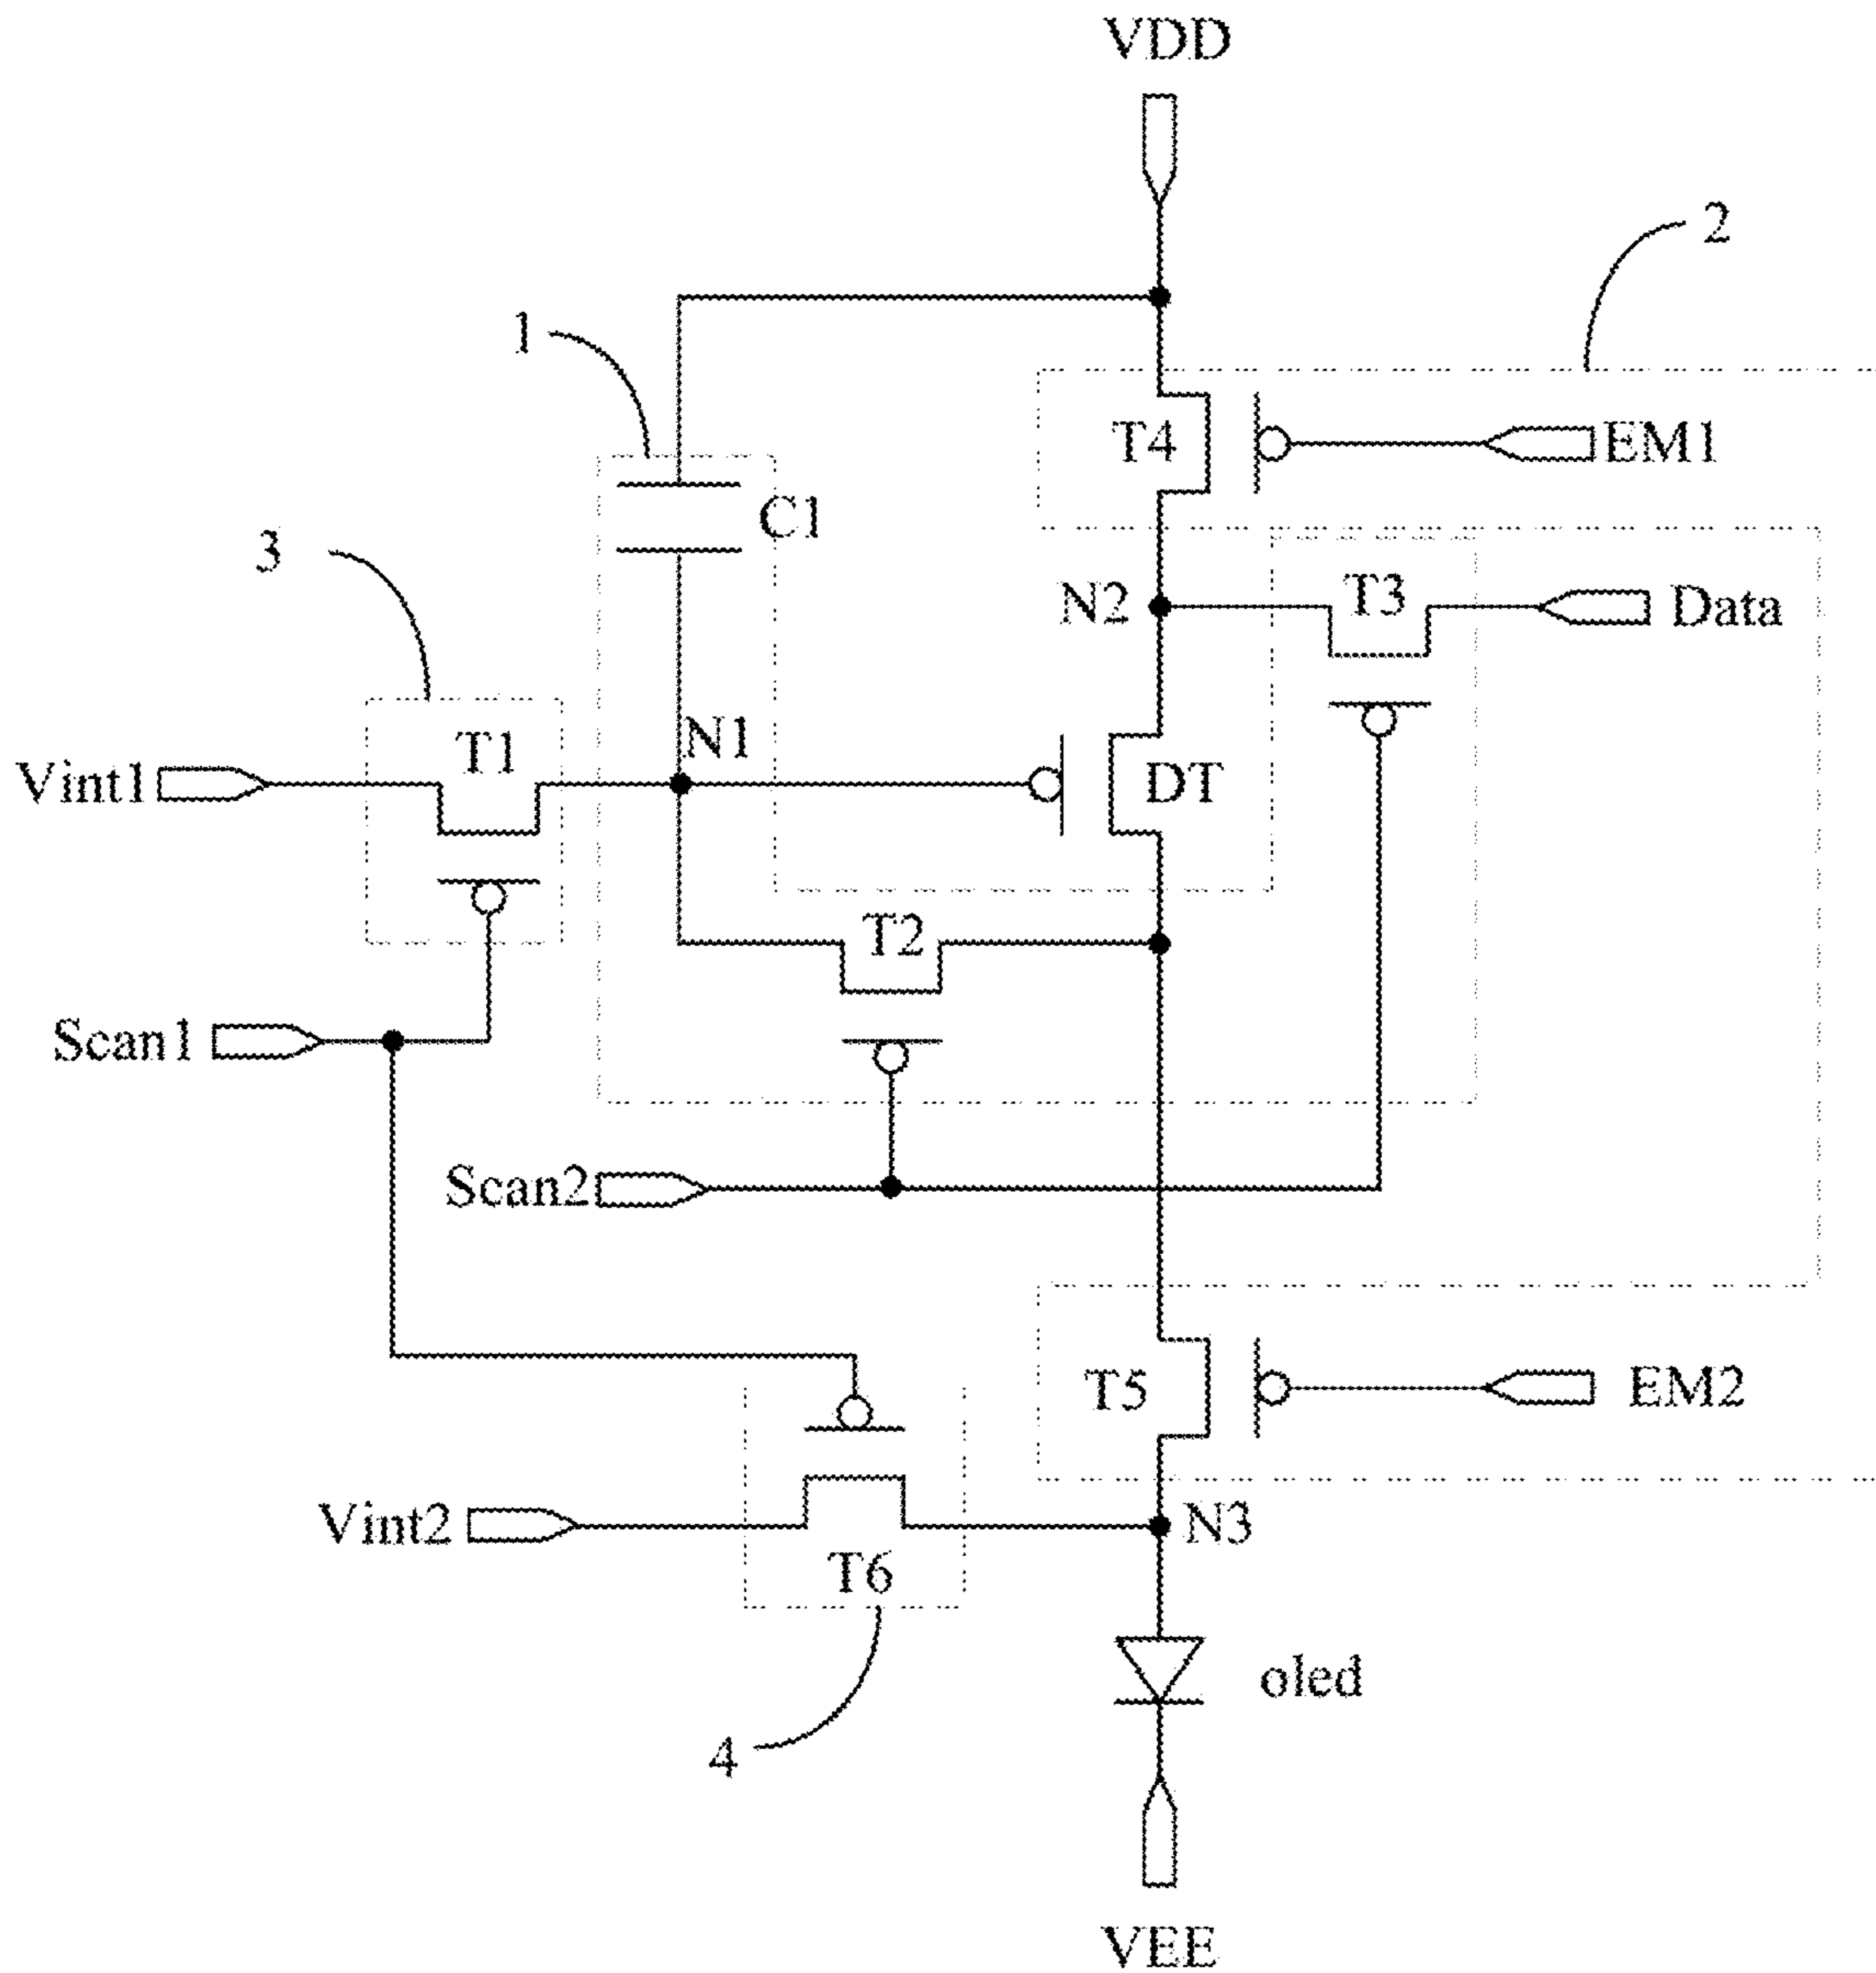 VDD
2
1
T4
EM1
C1
3
N2
T3
Data
N1
T1
Vint1
DT
T2
Scan1
Scan2
T5
EM2
Vint2
N3
T6
oled
4
VEE